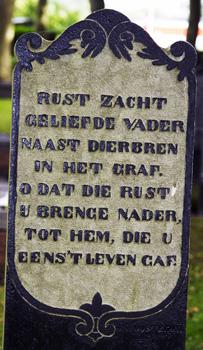 RUST ZACHT
GELIEFDE VADER
NAAST DIERBREN
IN HET GRAF.
O DAT DIE RUST
U BRENGE NADER,
TOT HEM, DIE U
EENS'T LEVEN GAF.